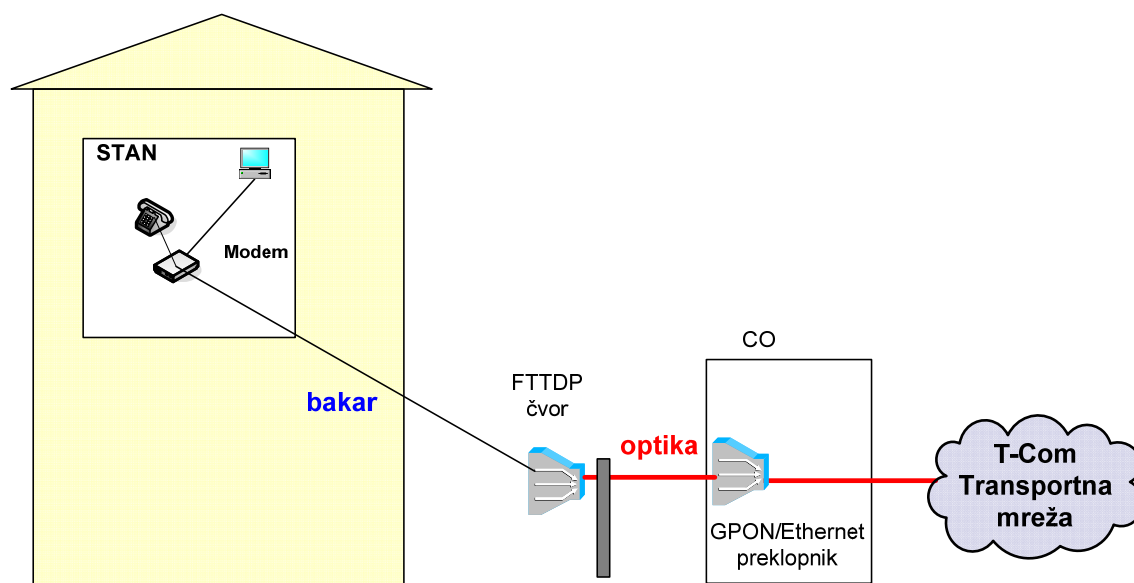 STAN
Modem
bakar
FTTDP
čvor
optika
CO
GPON/Ethernet
preklopnik
T-Com
Transportna
mreža